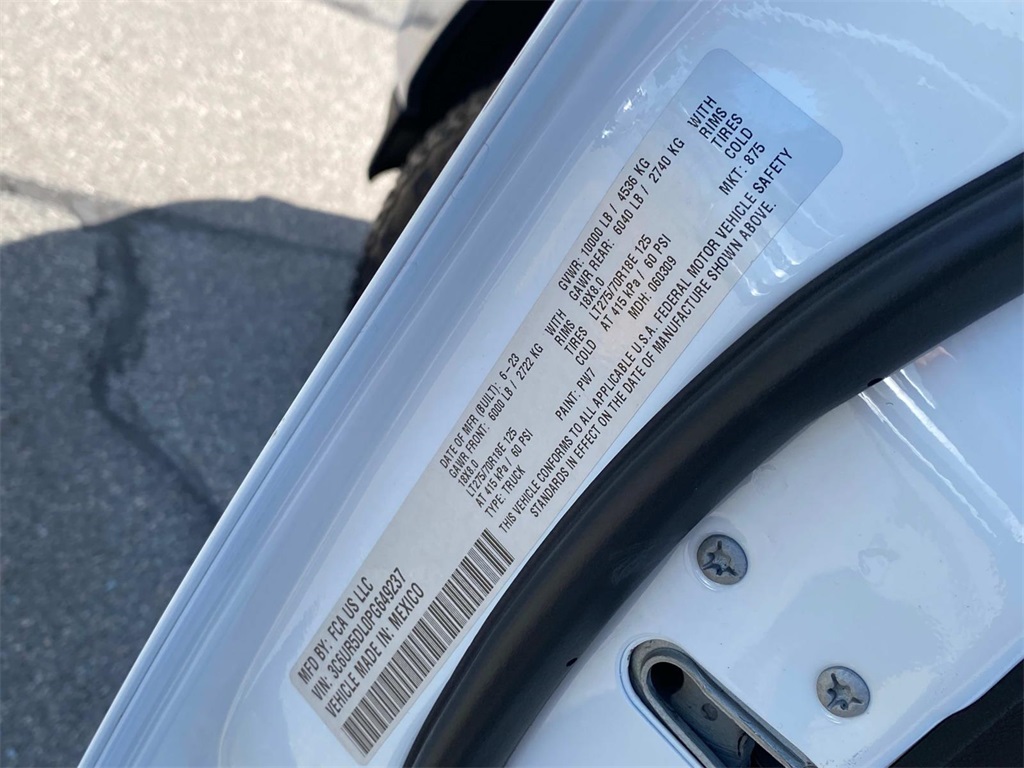 MFD BY: FCA US LLC
VIN: 3C6UR5DLQPG649237
VEHICLE MADE IN: MEXICO
DATE OF MFR (BUILT): 6-23
GAWR FRONT: 6000 LB / 2722 KG WITH
18X8.0 RIMS
LT275/70R18E 125 TIRES
AT 415 kPa / 60 PSI COLD
TYPE: TRUCK PAINT: PW7
GVWR: 10000 LB / 4536 KG
GAWR REAR: 6040 LB / 2740 KG WITH
18X8.0 RIMS
LT275/70R18E 125 TIRES
AT 415 kPa / 60 PSI COLD
MDH: 060309 MKT: 875
THIS VEHICLE CONFORMS TO ALL APPLICABLE U.S.A. FEDERAL MOTOR VEHICLE SAFETY
STANDARDS IN EFFECT ON THE DATE OF MANUFACTURE SHOWN ABOVE.